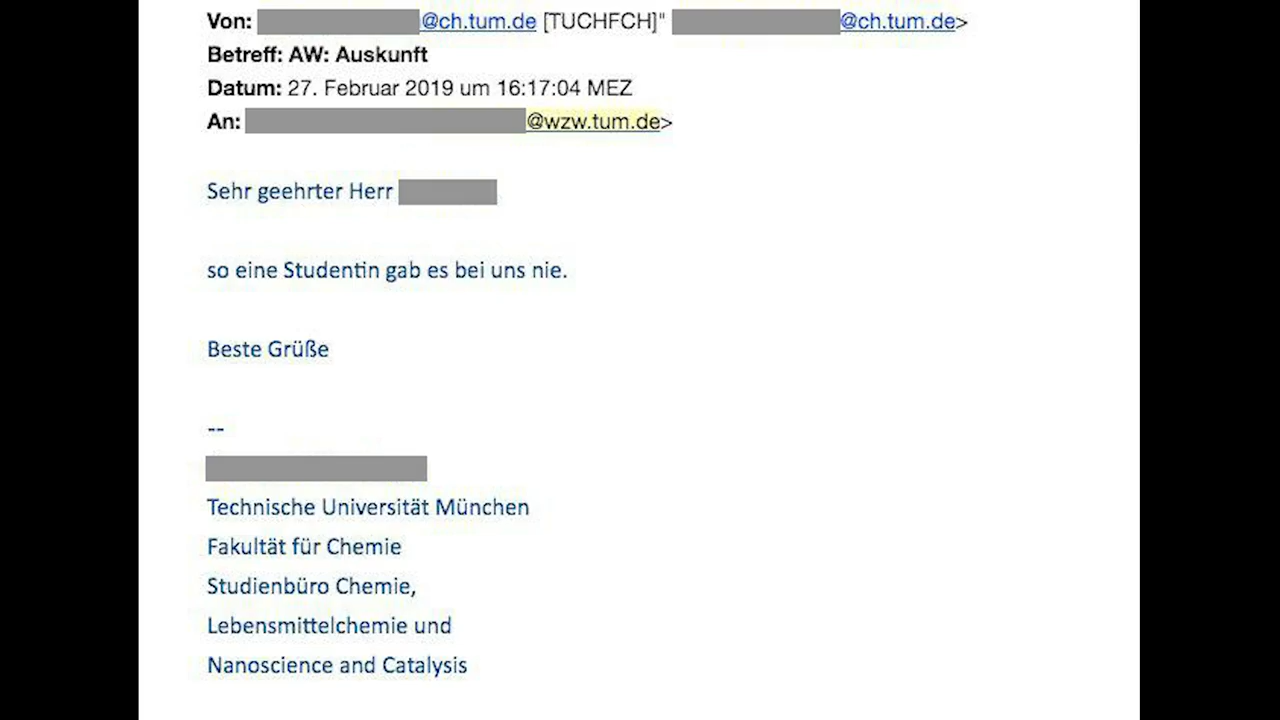 Von: @ch.tum.de [TUCHFCH]" @ch.tum.de>
Betreff: AW: Auskunft
Datum: 27. Februar 2019 um 16:17:04 MEZ
An: @wzw.tum.de>
Sehr geehrter Herr
so eine Studentin gab es bei uns nie.
Beste Grüße
--
Technische Universität München
Fakultät für Chemie
Studienbüro Chemie,
Lebensmittelchemie und
Nanoscience and Catalysis